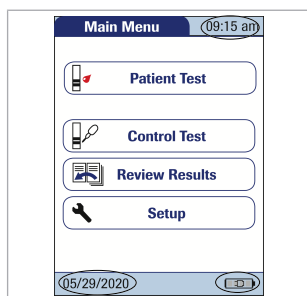 Main Menu
09:15 am
Patient Test
Control Test
Review Results
Setup
05/29/2020